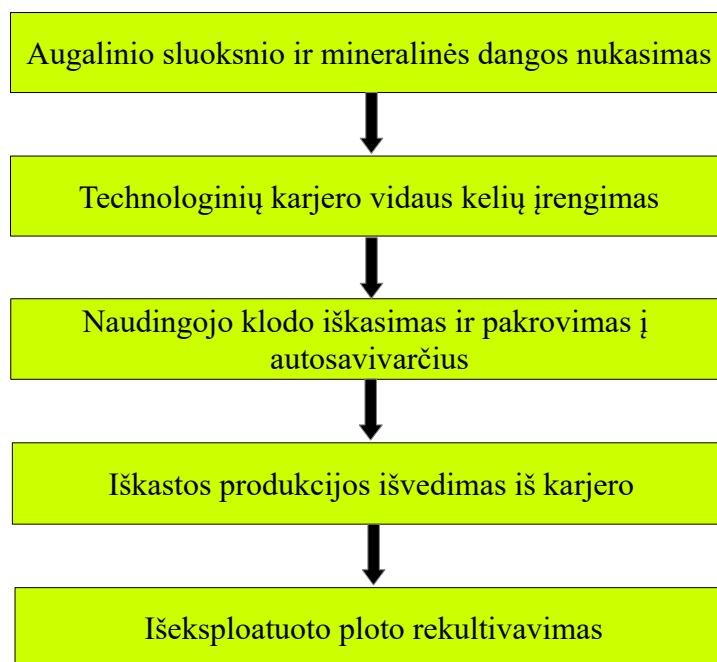 Augalinio sluoksnio ir mineralinės dangos nukasimas
Technologinių karjero vidaus kelių įrengimas
Naudingojo klodo iškasimas ir pakrovimas į
autosavivarčius
Iškastos produkcijos išvedimas iš karjero
Išeksploatuoto ploto rekultivavimas